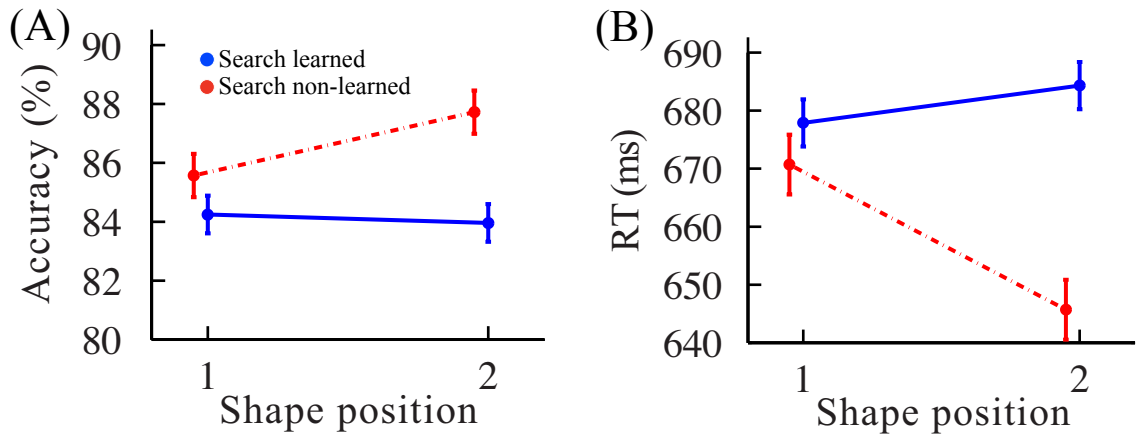 (A)
Accuracy (%)
90
88
86
84
82
80
Search learned
Search non-learned
1
2
Shape position
(B)
RT (ms)
690
680
670
660
650
640
1
2
Shape position